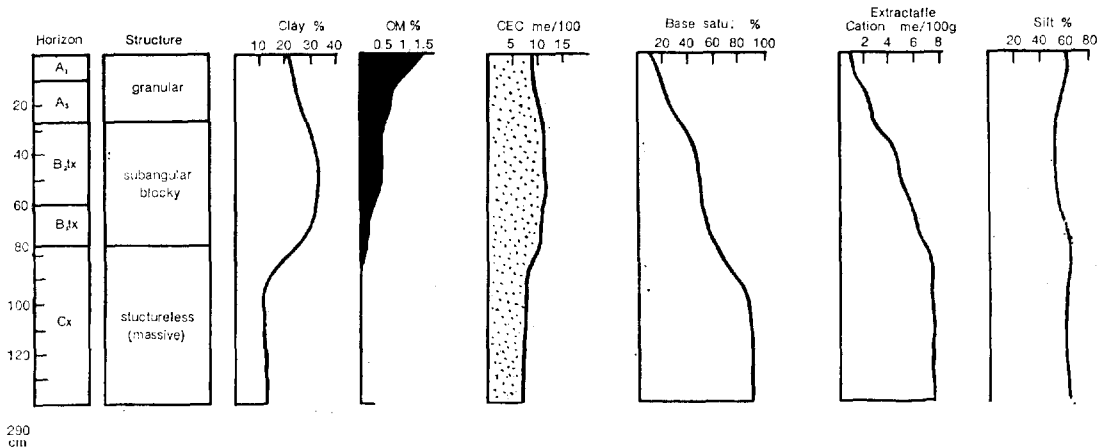 Horizon
Structure
Clay %
10 20 30 40
OM %
0.5 1.0 1.5
CEC me/100
5 10 15
Base satu: %
20 40 60 80 100
Extractaffe
Cation me/100g
2 4 6 8
Silt %
20 40 60 80
A₁
A₃
B₂tx
B₃tx
Cx
granular
subangular
blocky
stuctureless
(massive)
20
40
60
80
100
120
290
cm